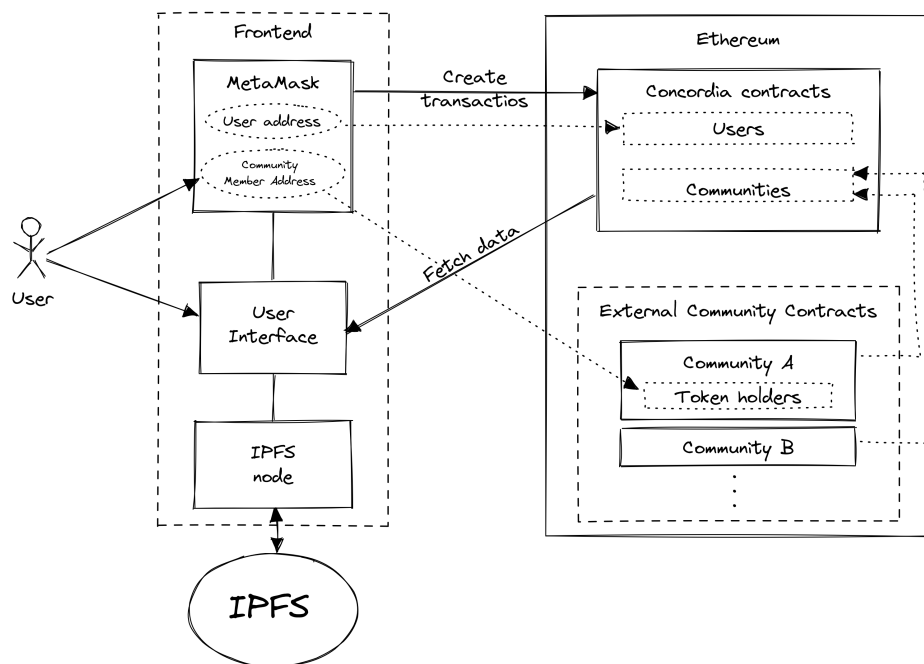 Frontend
MetaMask
User address
Community
Member Address
User
User
Interface
IPFS
node
IPFS
Create
transactios
Fetch data
Ethereum
Concordia contracts
Users
Communities
External Community Contracts
Community A
Token holders
Community B